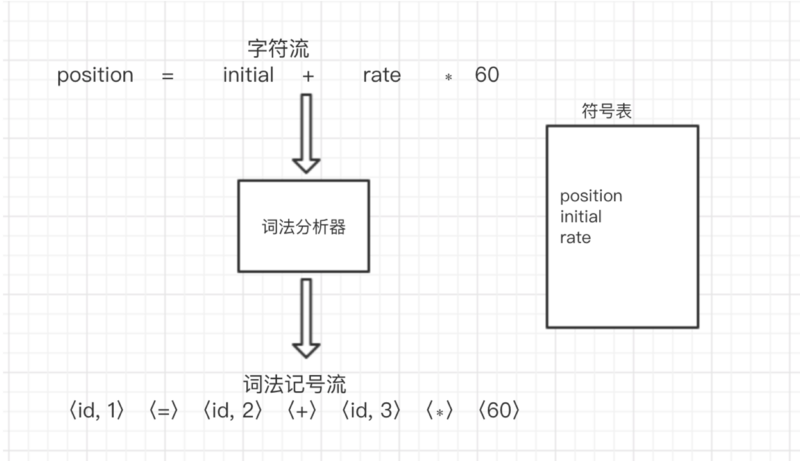 字符流
position = initial + rate * 60
符号表
词法分析器
position
initial
rate
词法记号流
〈id, 1〉 〈=〉 〈id, 2〉 〈+〉 〈id, 3〉 〈*〉 〈60〉